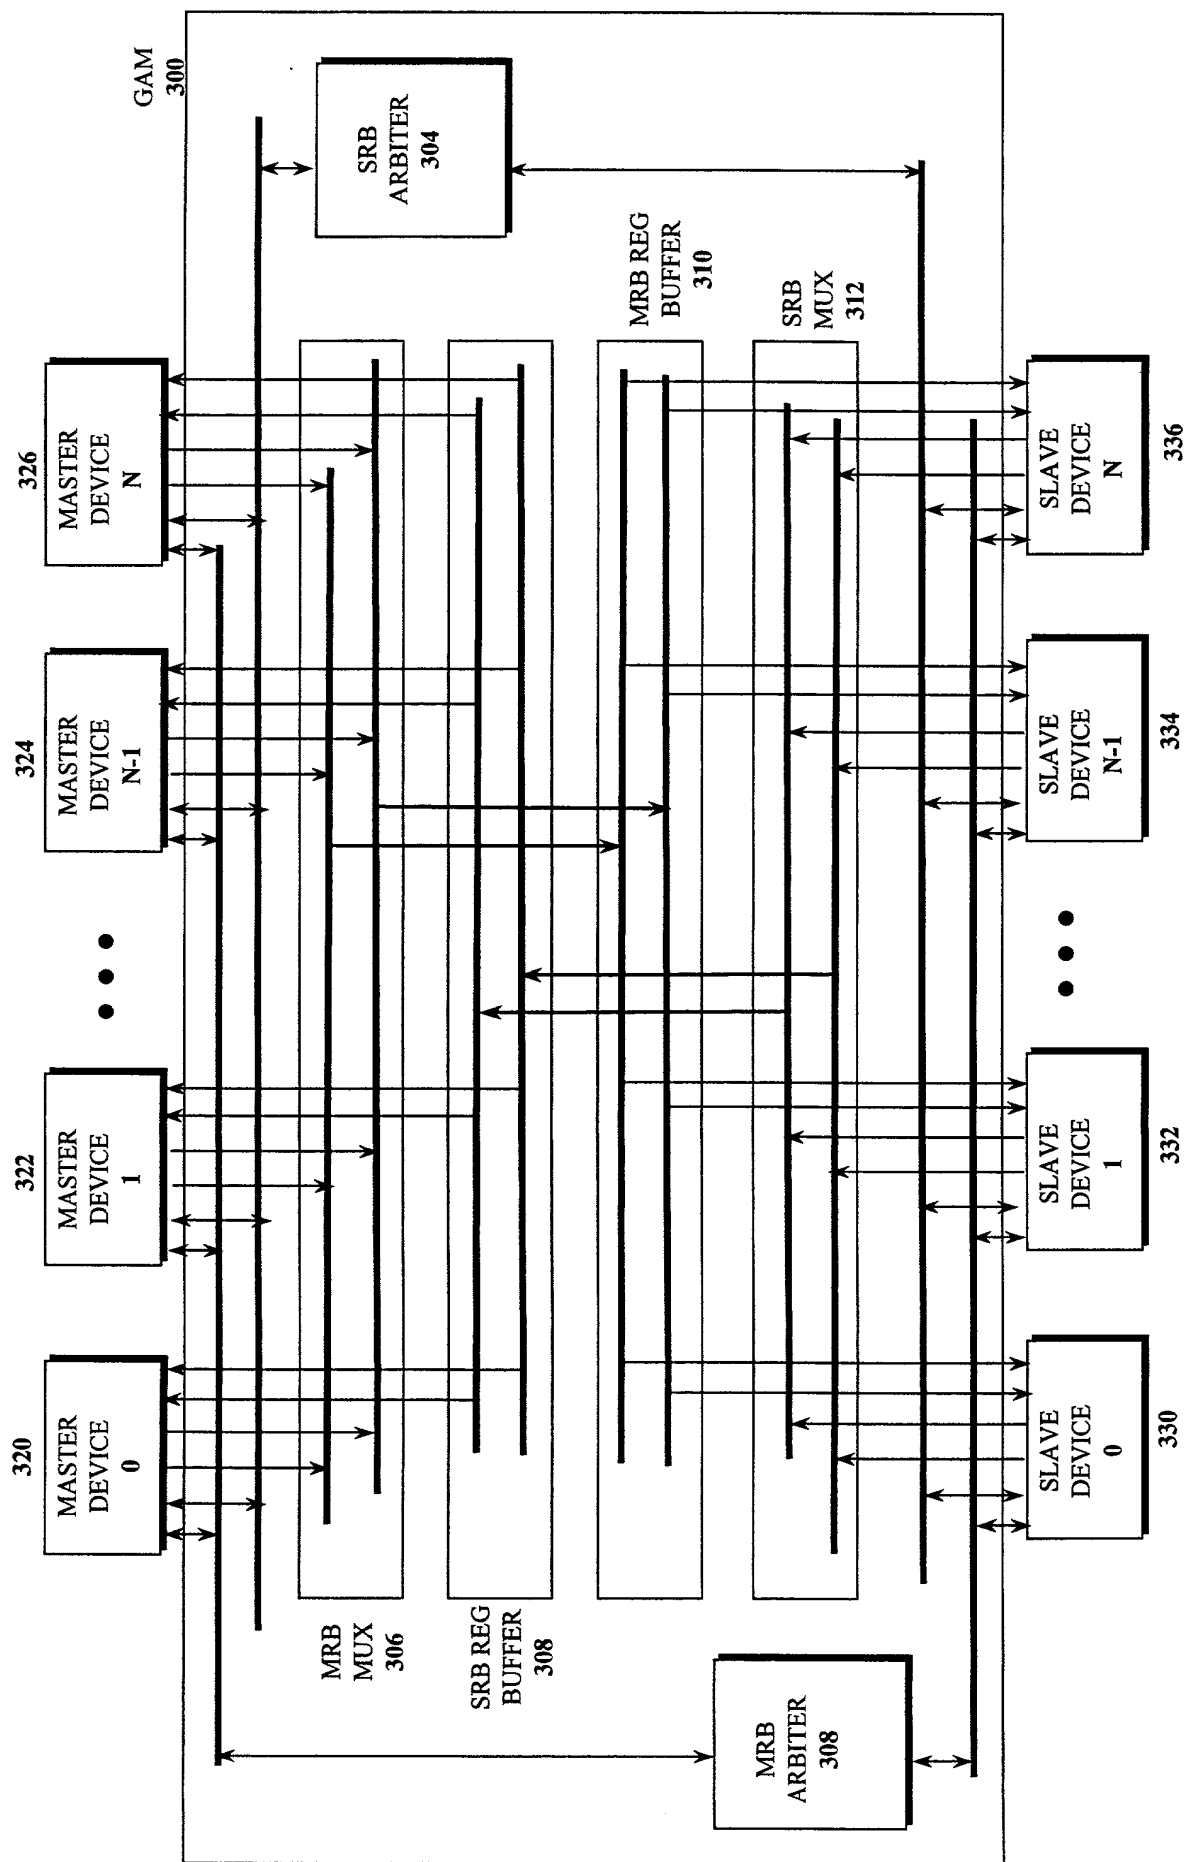 GAM
300
320
MASTER
DEVICE
0
322
MASTER
DEVICE
1
324
MASTER
DEVICE
N-1
326
MASTER
DEVICE
N
SRB
ARBITER
304
MRB
MUX
306
SRB REG
BUFFER
308
MRB REG
BUFFER
310
SRB
MUX
312
MRB
ARBITER
308
SLAVE
DEVICE
0
330
SLAVE
DEVICE
1
332
SLAVE
DEVICE
N-1
334
SLAVE
DEVICE
N
336